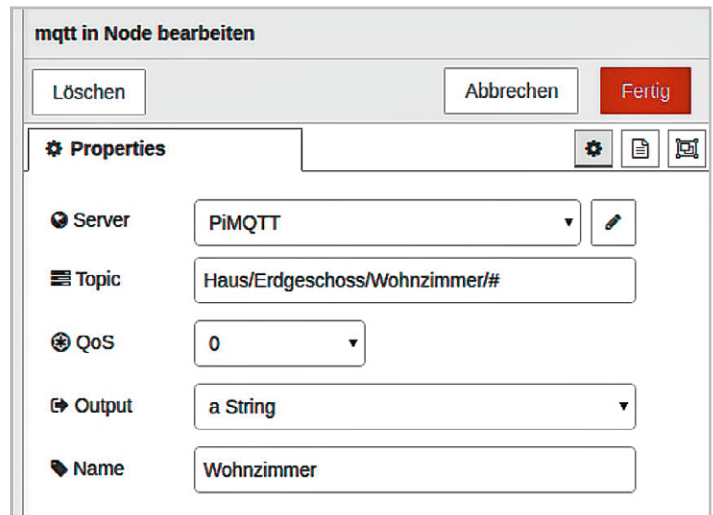 mqtt in Node bearbeiten
Löschen Abbrechen Fertig
Properties
Server PiMQTT
Topic Haus/Erdgeschoss/Wohnzimmer/#
QoS 0
Output a String
Name Wohnzimmer